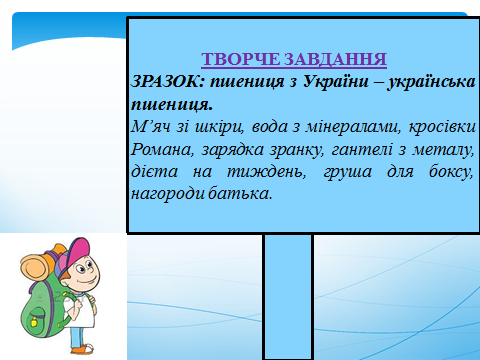 ТВОРЧЕ ЗАВДАННЯ
ЗРАЗОК: пшениця з України – українська
пшениця.
М’яч зі шкіри, вода з мінералами, кросівки
Романа, зарядка зранку, гантелі з металу,
дієта на тиждень, груша для боксу,
нагороди батька.